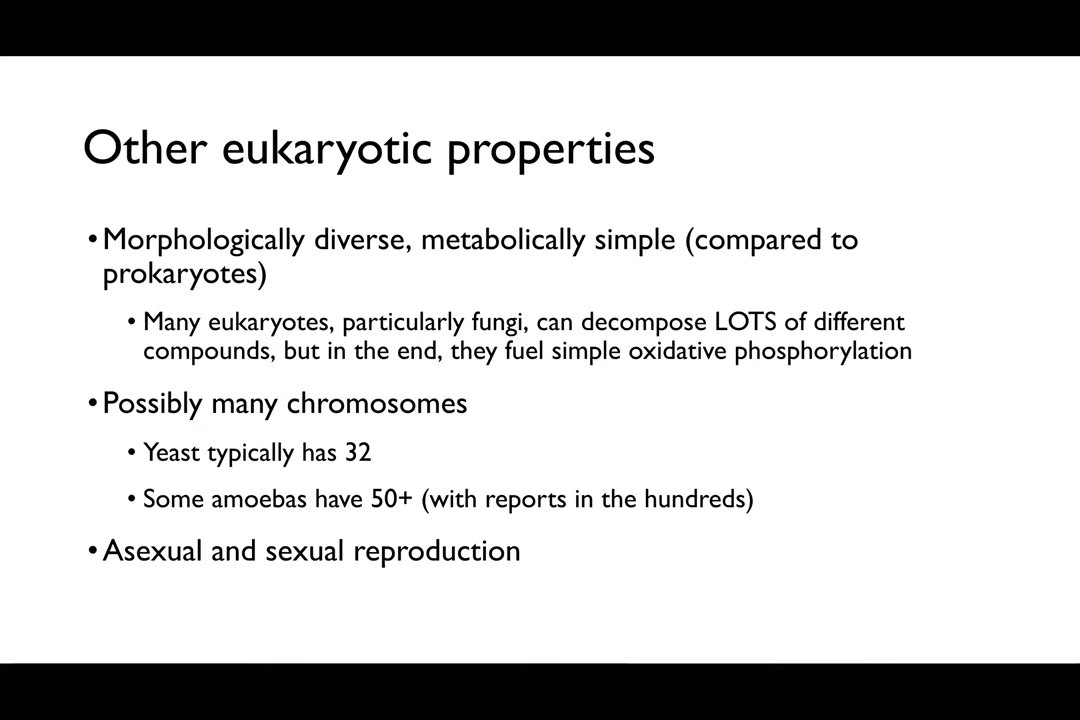 Other eukaryotic properties
•Morphologically diverse, metabolically simple (compared to
prokaryotes)
• Many eukaryotes, particularly fungi, can decompose LOTS of different
compounds, but in the end, they fuel simple oxidative phosphorylation
•Possibly many chromosomes
• Yeast typically has 32
• Some amoebas have 50+ (with reports in the hundreds)
•Asexual and sexual reproduction